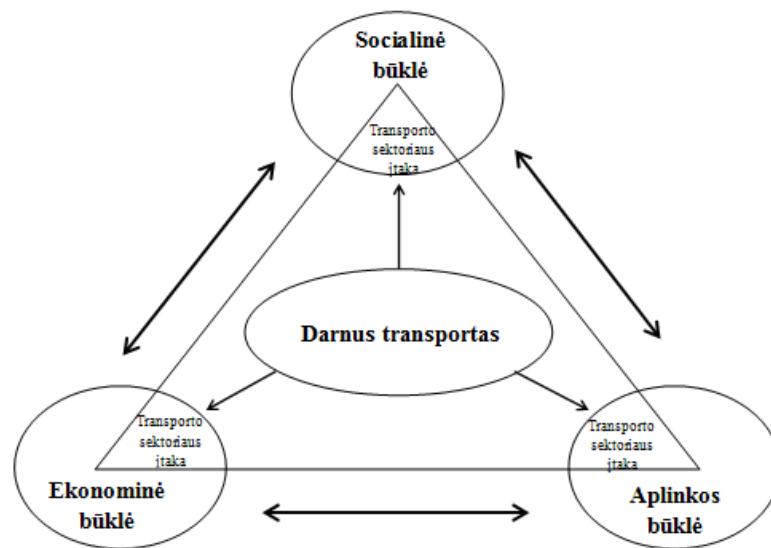 Socialinė
būklė
Transporto
sektoriaus
įtaka
Darnus transportas
Transporto
sektoriaus
įtaka
Ekonominė
būklė
Transporto
sektoriaus
įtaka
Aplinkos
būklė